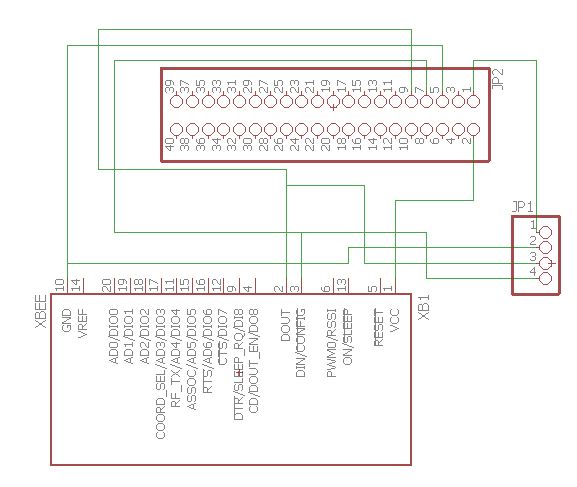 39 37 35 33 31 29 27 25 23 21 19 17 15 13 11 9 7 5 3 1
JP2
40 38 36 34 32 30 28 26 24 22 20 18 16 14 12 10 8 6 4 2
JP1
1
2
3
4
10 14 20 19 18 17 11 15 16 12 9 4 2 3 6 13 5 1
XBEE
GND
VREF
AD0/DIO0
AD1/DIO1
AD2/DIO2
COORD_SEL/AD3/DIO3
RF_TX/AD4/DIO4
ASSOC/AD5/DIO5
RTS/AD6/DIO6
CTS/DIO7
DTR/SLEEP_RQ/DI8
CD/DOUT_EN/DO8
DOUT
DIN/CONFIG
PWM0/RSSI
ON/SLEEP
RESET
VCC
XB1